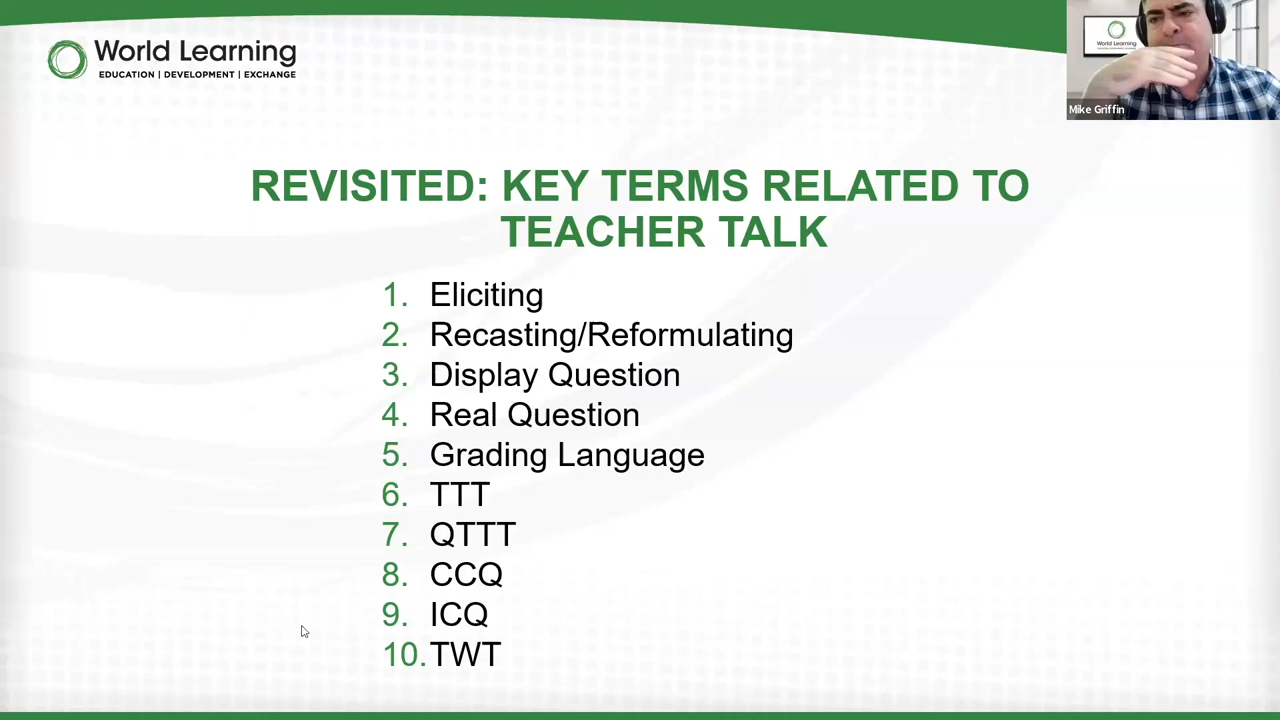 World Learning
EDUCATION | DEVELOPMENT | EXCHANGE
World Learning
Mike Griffin
REVISITED: KEY TERMS RELATED TO
TEACHER TALK
1. Eliciting
2. Recasting/Reformulating
3. Display Question
4. Real Question
5. Grading Language
6. TTT
7. QTTT
8. CCQ
9. ICQ
10. TWT